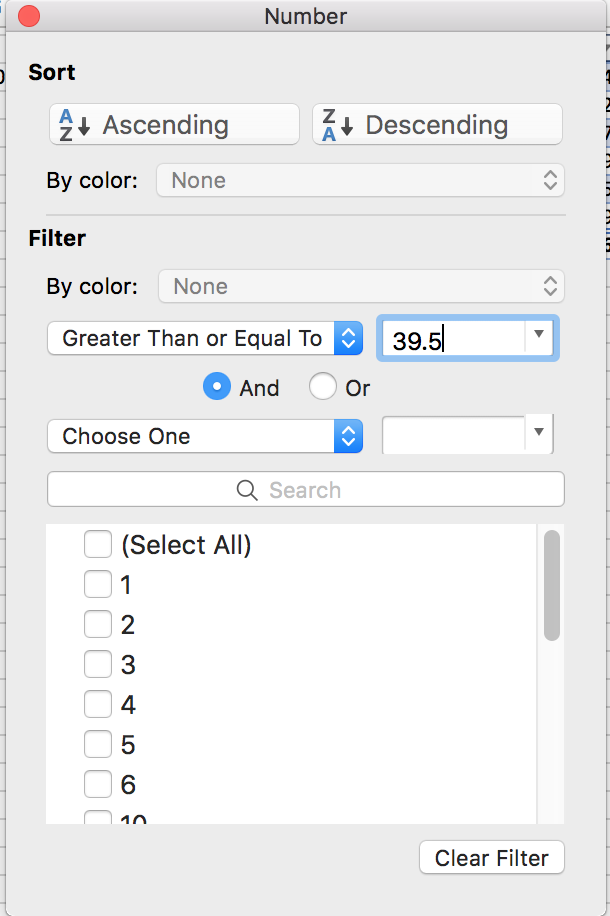 Number
Sort
A Z Ascending
Z A Descending
By color: None
Filter
By color: None
Greater Than or Equal To 39.5
And Or
Choose One
Search
(Select All)
1
2
3
4
5
6
10
Clear Filter